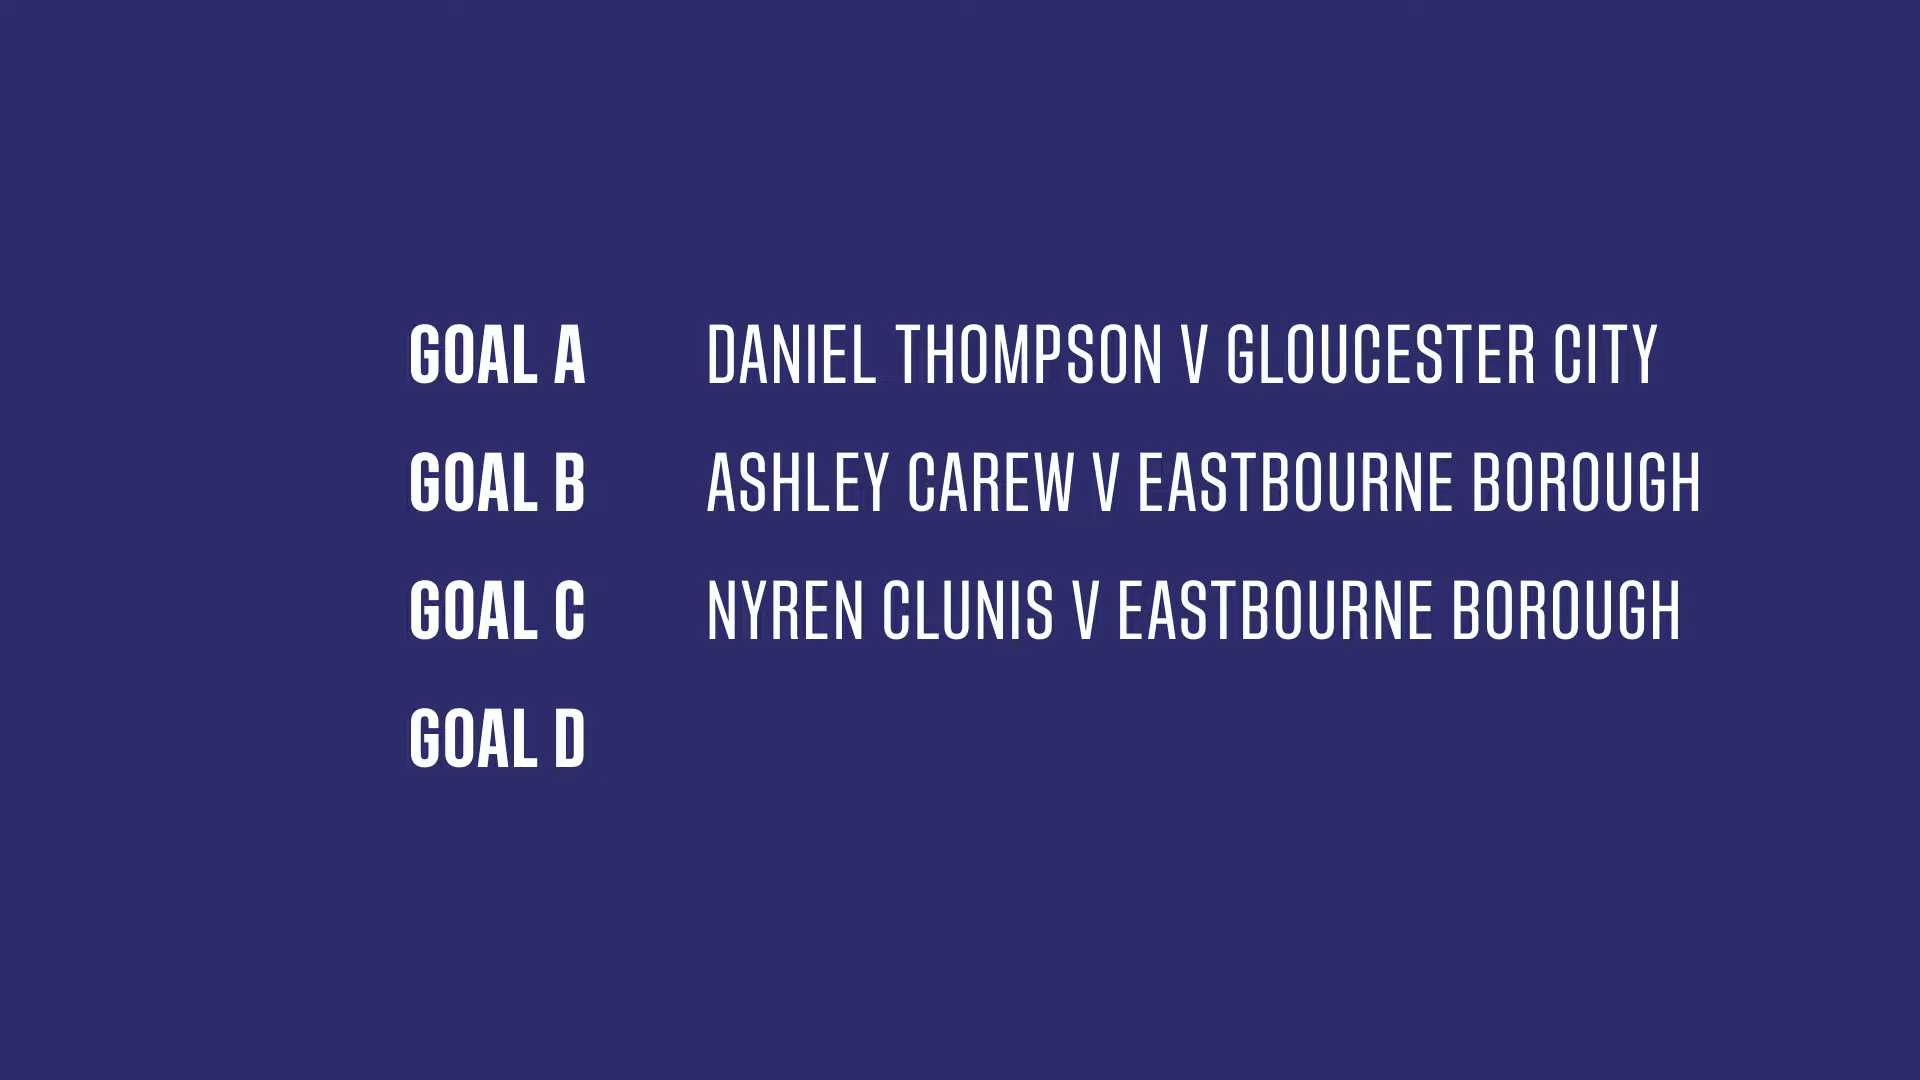 GOAL A DANIEL THOMPSON V GLOUCESTER CITY
GOAL B ASHLEY CAREW V EASTBOURNE BOROUGH
GOAL C NYREN CLUNIS V EASTBOURNE BOROUGH
GOAL D